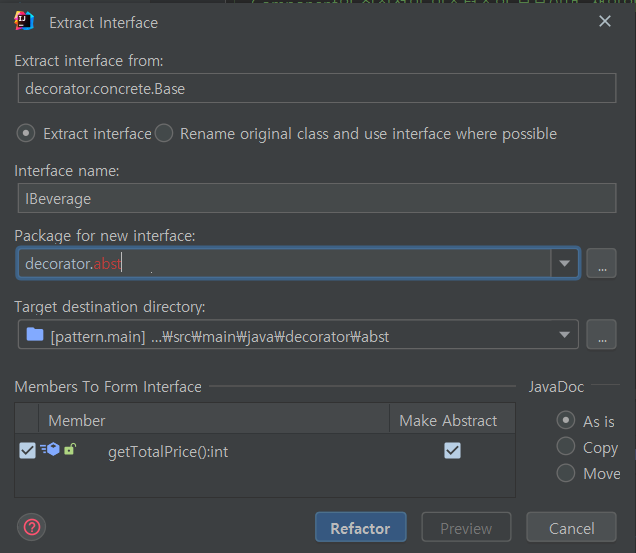 Extract Interface
Extract interface from:
decorator.concrete.Base
Extract interface
Rename original class and use interface where possible
Interface name:
IBeverage
Package for new interface:
decorator.abst
...
Target destination directory:
[pattern.main] ...₩src₩main₩java₩decorator₩abst
...
Members To Form Interface
JavaDoc
Member
Make Abstract
getTotalPrice():int
As is
Copy
Move
?
Refactor
Preview
Cancel